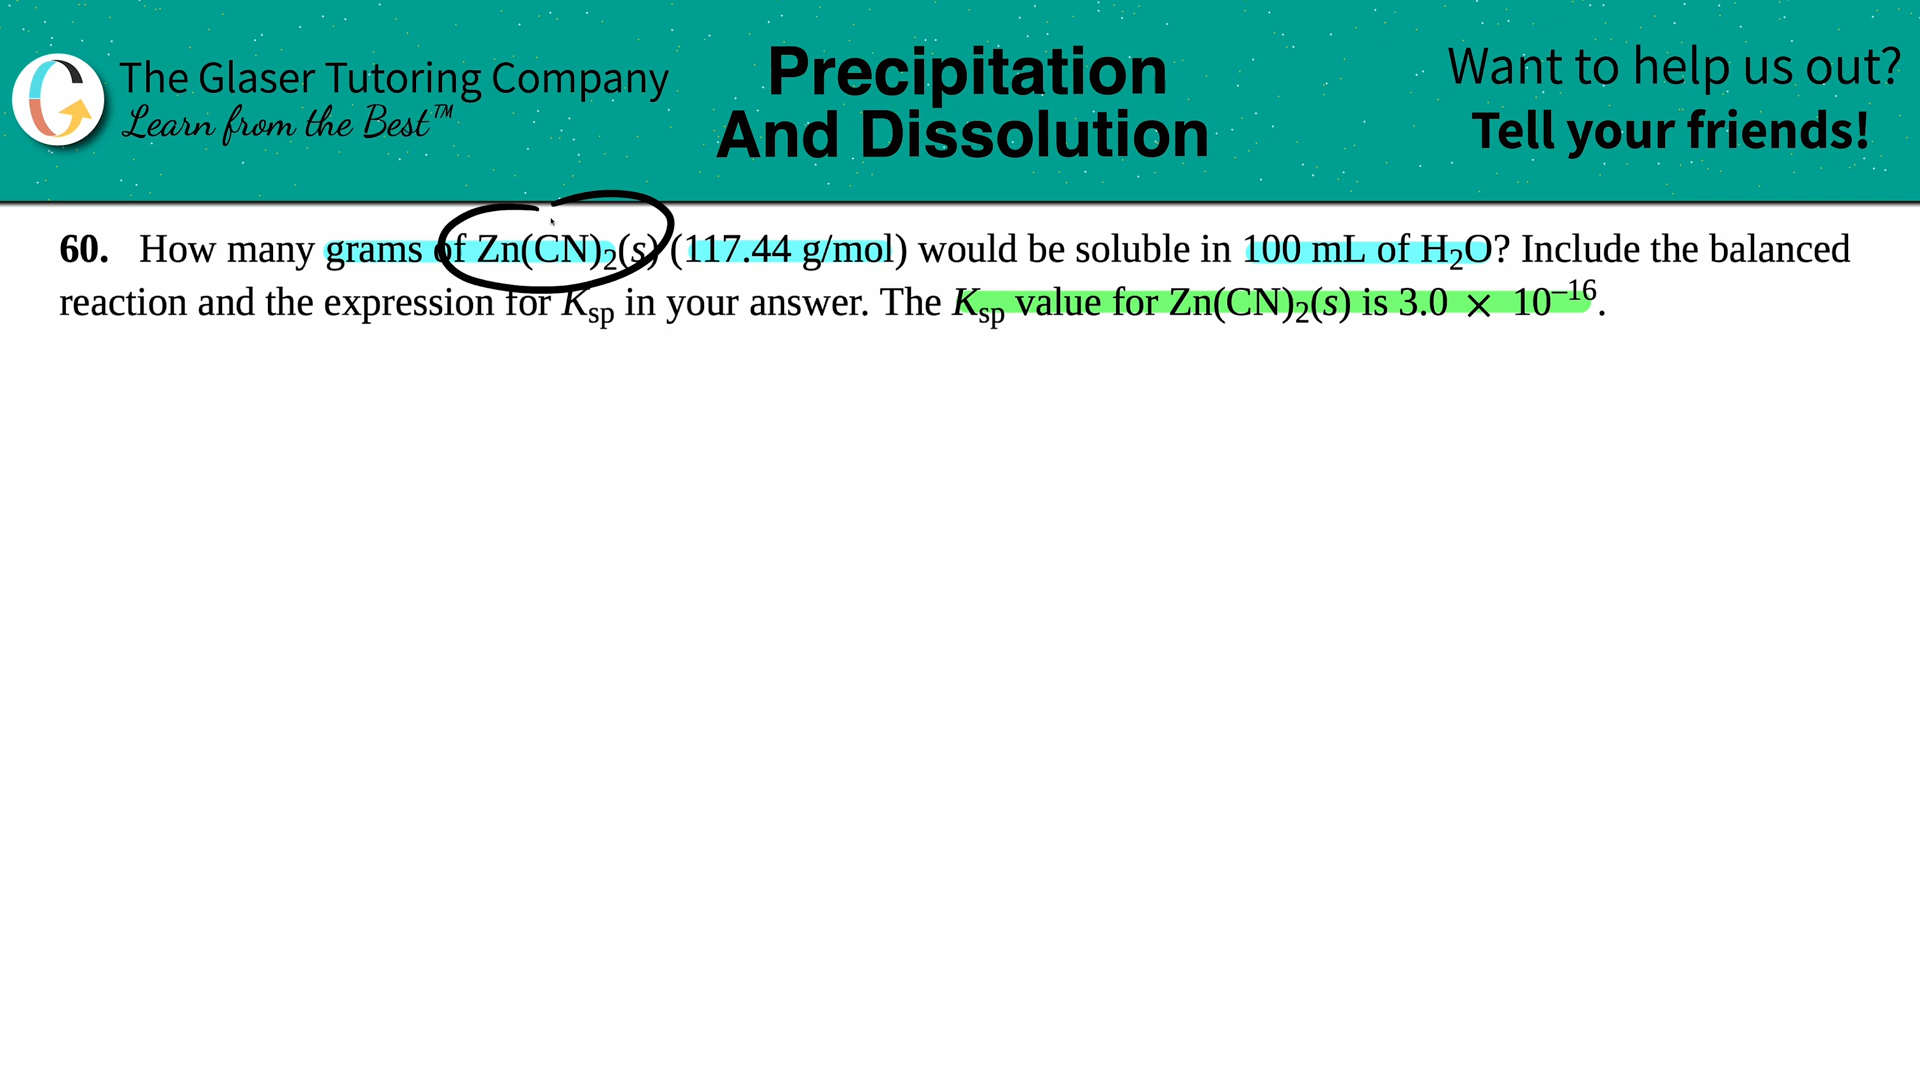 The Glaser Tutoring Company
Learn from the Best™
Precipitation
And Dissolution
Want to help us out?
Tell your friends!
60. How many grams of Zn(CN)₂(s) (117.44 g/mol) would be soluble in 100 mL of H₂O? Include the balanced
reaction and the expression for Kₛₚ in your answer. The Kₛₚ value for Zn(CN)₂(s) is 3.0 × 10⁻¹⁶.